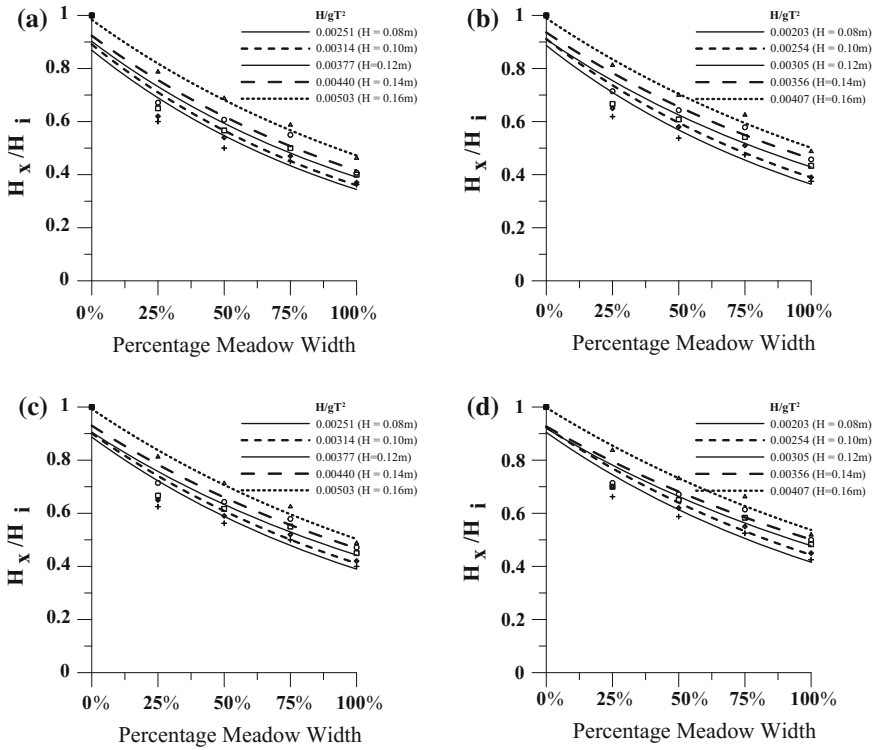 (a)
H/gT²
0.00251 (H = 0.08m)
0.00314 (H = 0.10m)
0.00377 (H=0.12m)
0.00440 (H = 0.14m)
0.00503 (H = 0.16m)
1
0.8
0.6
0.4
0.2
0
H x /H i
0% 25% 50% 75% 100%
Percentage Meadow Width
(b)
H/gT²
0.00203 (H = 0.08m)
0.00254 (H = 0.10m)
0.00305 (H = 0.12m)
0.00356 (H=0.14m)
0.00407 (H=0.16m)
1
0.8
0.6
0.4
0.2
0
H x /H i
0% 25% 50% 75% 100%
Percentage Meadow Width
(c)
H/gT²
0.00251 (H = 0.08m)
0.00314 (H = 0.10m)
0.00377 (H=0.12m)
0.00440 (H = 0.14m)
0.00503 (H = 0.16m)
1
0.8
0.6
0.4
0.2
0
H x /H i
0% 25% 50% 75% 100%
Percentage Meadow Width
(d)
H/gT²
0.00203 (H = 0.08m)
0.00254 (H = 0.10m)
0.00305 (H = 0.12m)
0.00356 (H=0.14m)
0.00407 (H=0.16m)
1
0.8
0.6
0.4
0.2
0
H x /H i
0% 25% 50% 75% 100%
Percentage Meadow Width